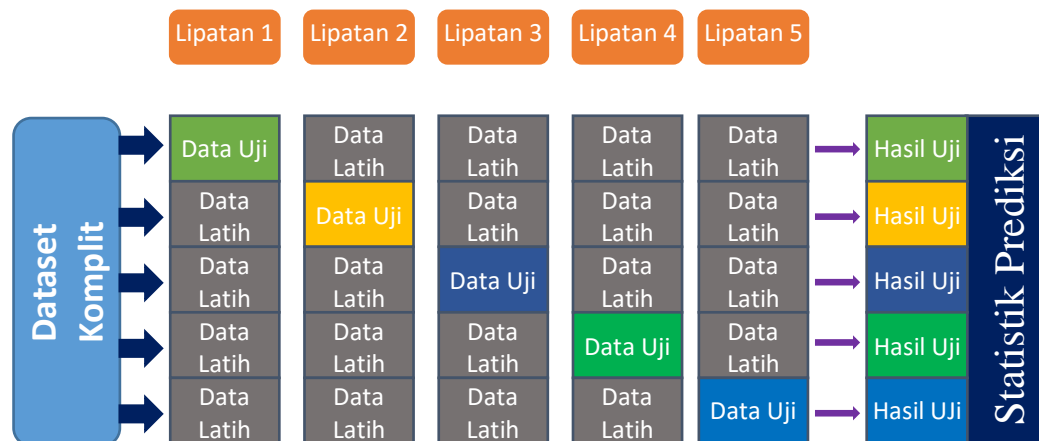 Lipatan 1
Lipatan 2
Lipatan 3
Lipatan 4
Lipatan 5
Dataset
Komplit
Data Uji
Data
Latih
Data
Latih
Data
Latih
Data
Latih
Hasil Uji
Data
Latih
Data Uji
Data
Latih
Data
Latih
Data
Latih
Hasil Uji
Data
Latih
Data
Latih
Data Uji
Data
Latih
Data
Latih
Hasil Uji
Data
Latih
Data
Latih
Data
Latih
Data Uji
Data
Latih
Hasil Uji
Data
Latih
Data
Latih
Data
Latih
Data
Latih
Data Uji
Hasil UJi
Statistik Prediksi